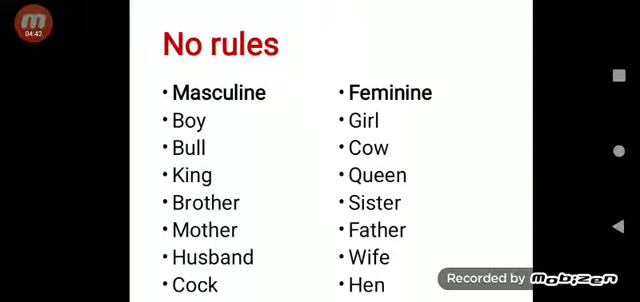 04:42
No rules
• Masculine • Feminine
• Boy • Girl
• Bull • Cow
• King • Queen
• Brother • Sister
• Mother • Father
• Husband • Wife
• Cock • Hen
Recorded by mobizen